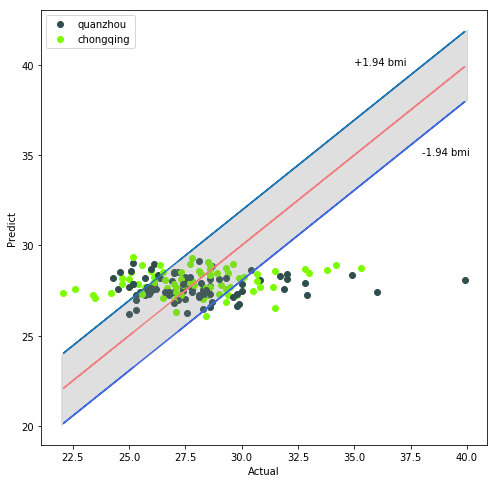 quanzhou
chongqing
+1.94 bmi
-1.94 bmi
40
35
30
25
20
Predict
22.5 25.0 27.5 30.0 32.5 35.0 37.5 40.0
Actual